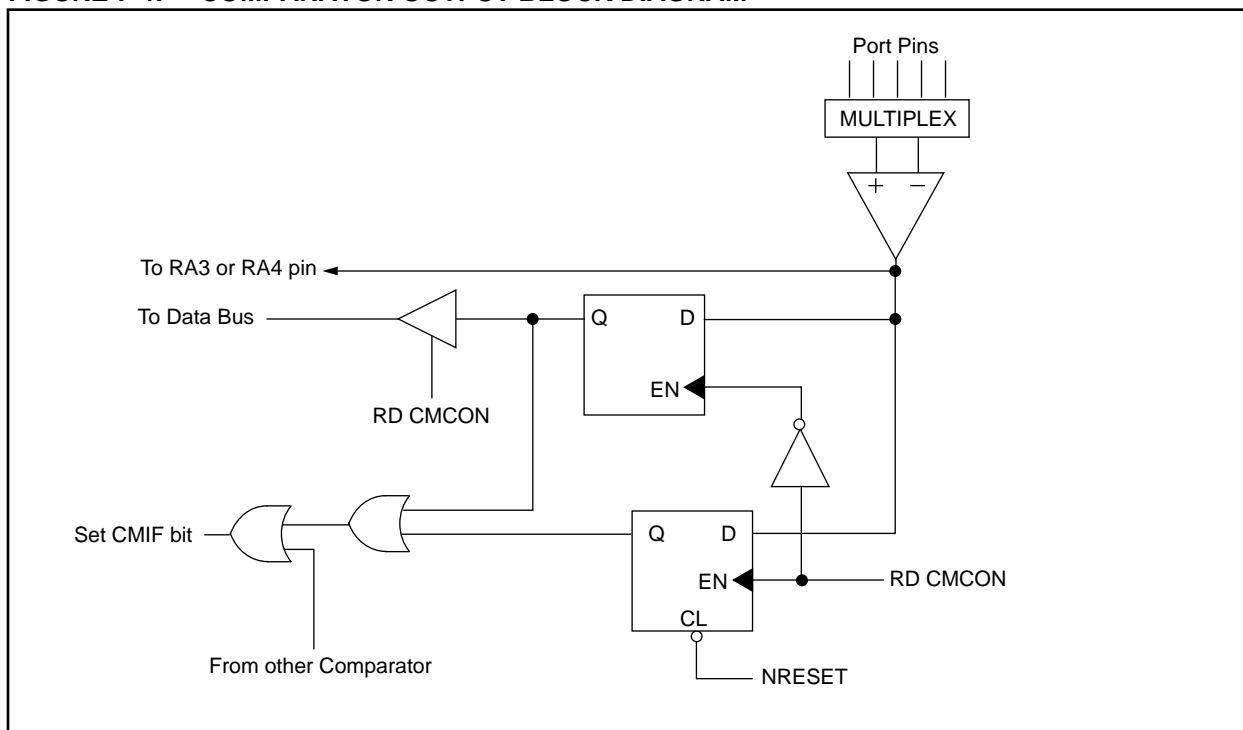 Port Pins
MULTIPLEX
+ −
To RA3 or RA4 pin
To Data Bus
Q D
EN
RD CMCON
Set CMIF bit
Q D
EN
RD CMCON
CL
From other Comparator
NRESET